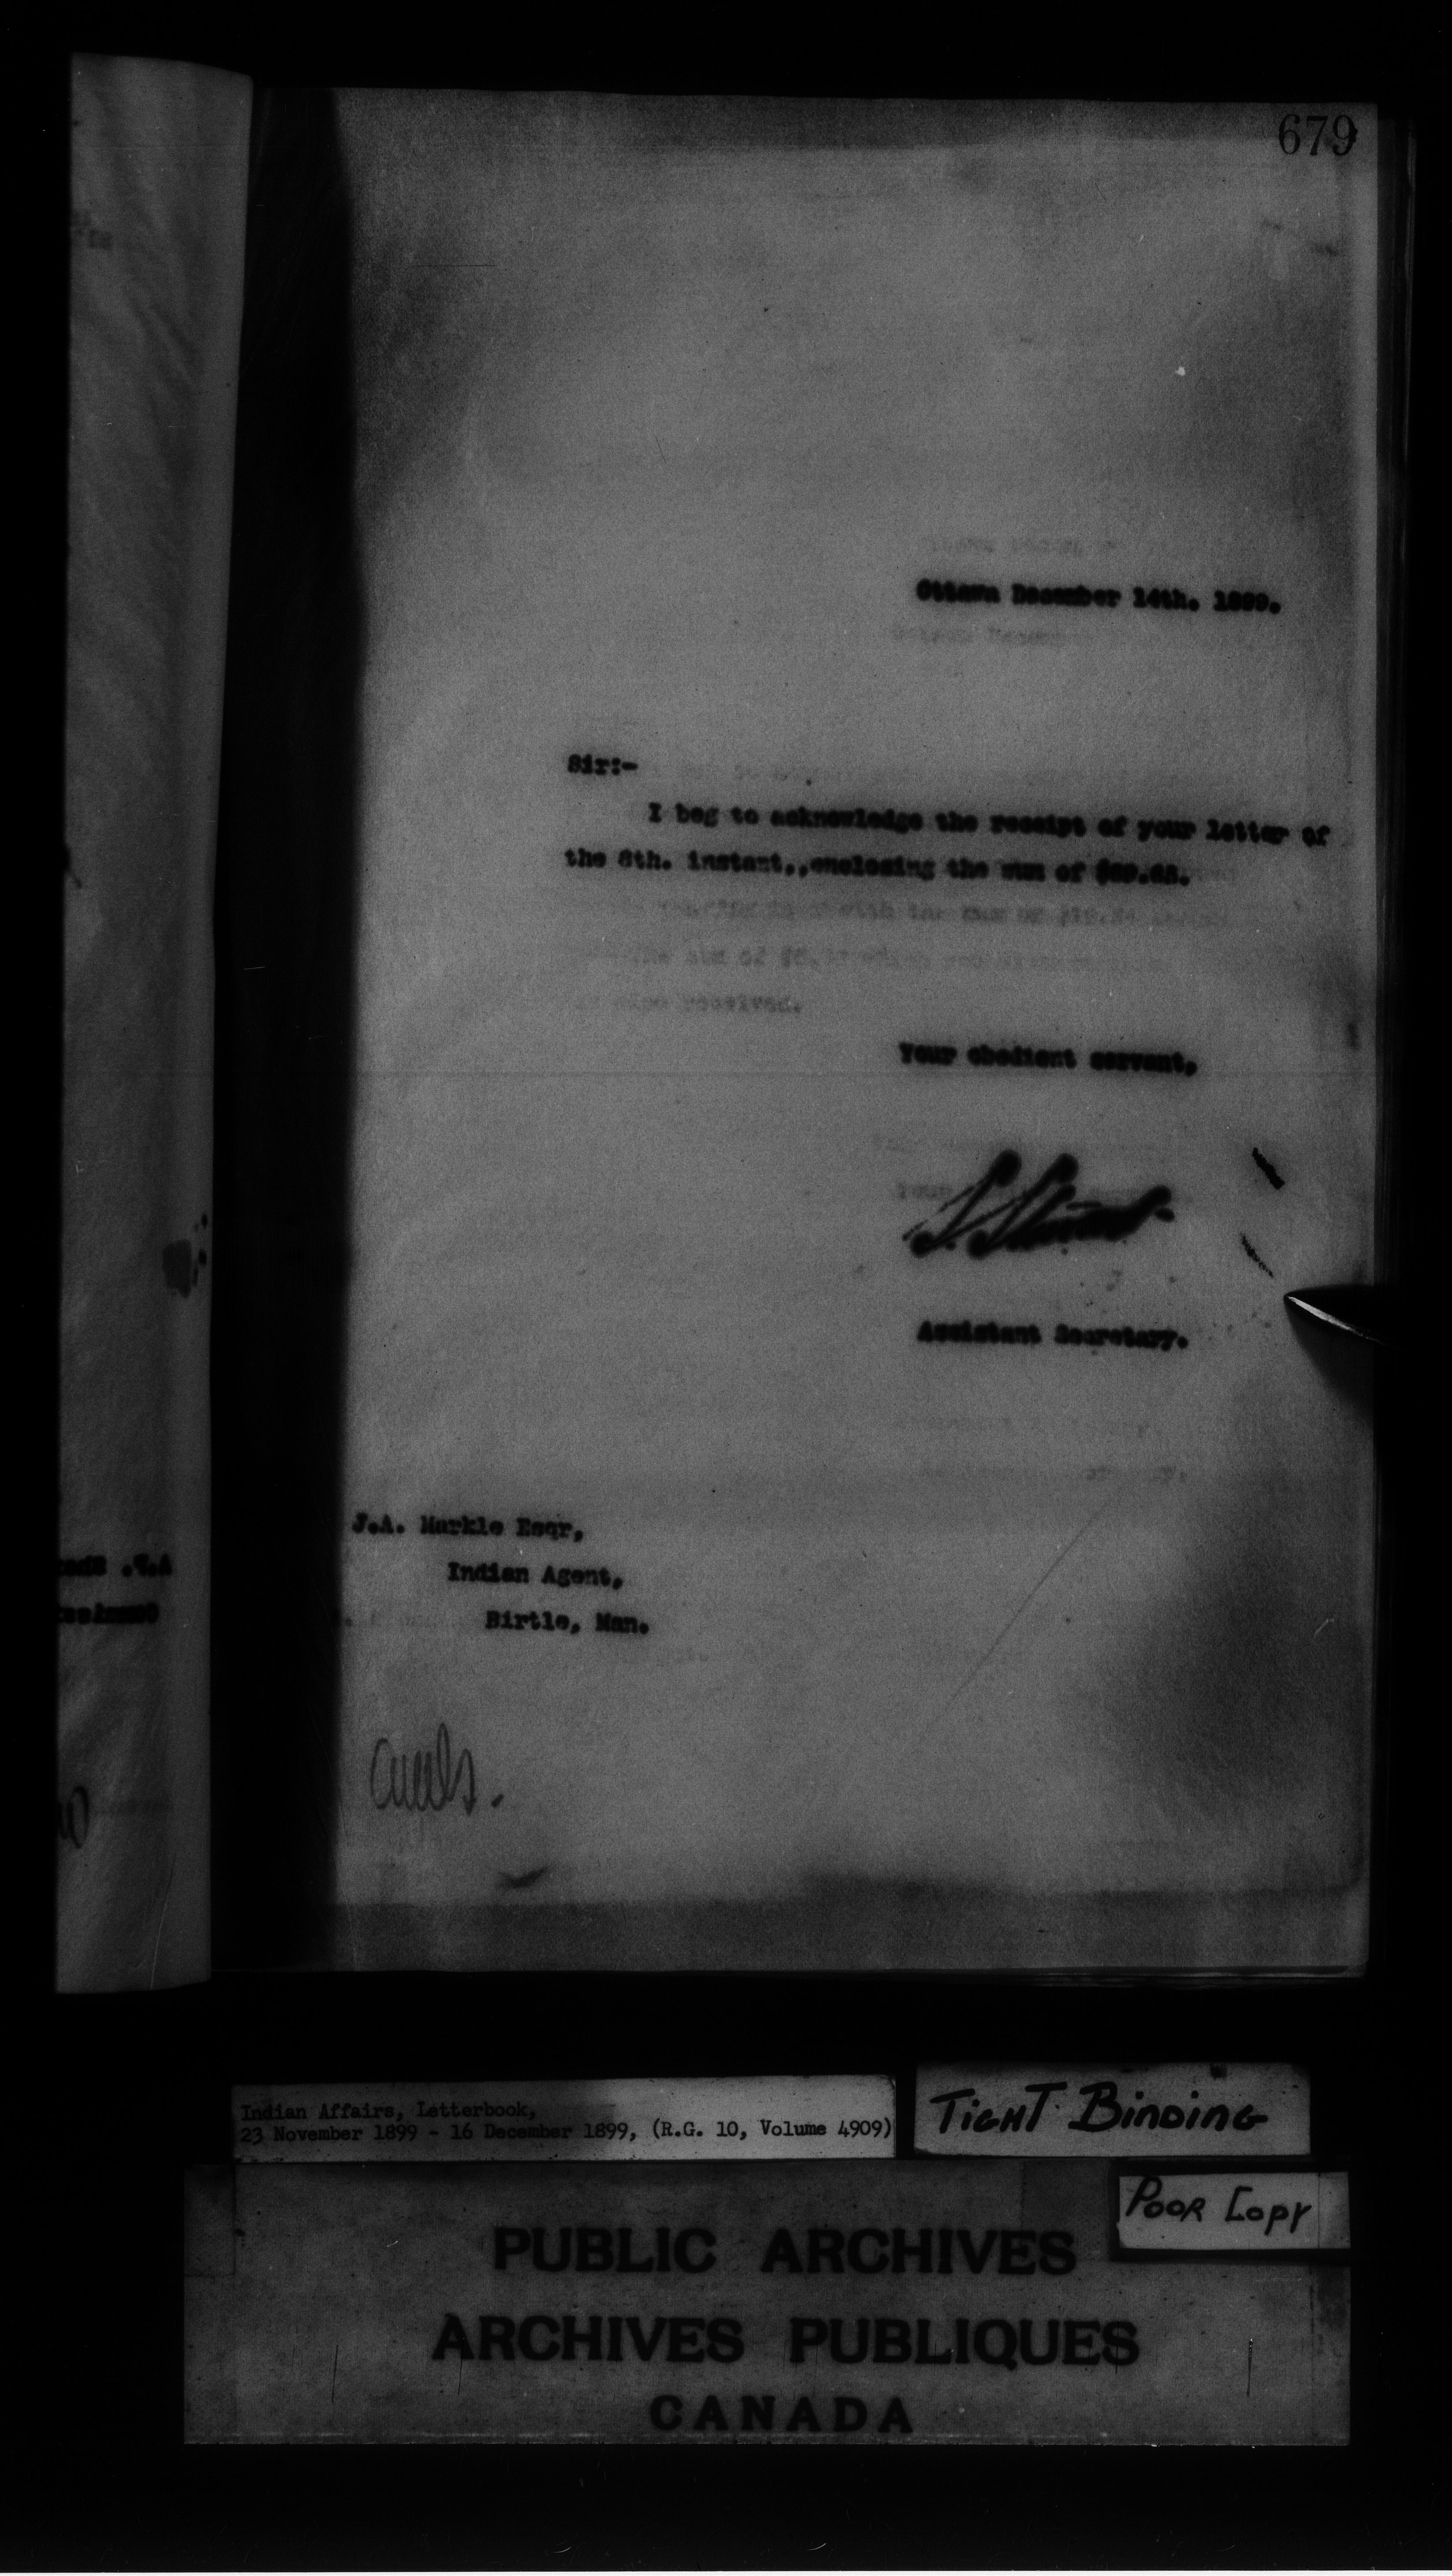 679
Ottawa December 14th. 1899.
Sir:-
I beg to acknowledge the receipt of your letter of
the 8th. instant,,enclosing the sum of
Your obedient servant,
S. Stewart
Assistant Secretary.
J.A. Markle Esqr,
Indian Agent,
Birtle, Man.
Indian Affairs, Letterbook,
23 November 1899 - 16 December 1899, (R.G. 10, Volume 4909)
TIGHT BINDING
POOR COPY
PUBLIC ARCHIVES
ARCHIVES PUBLIQUES
CANADA